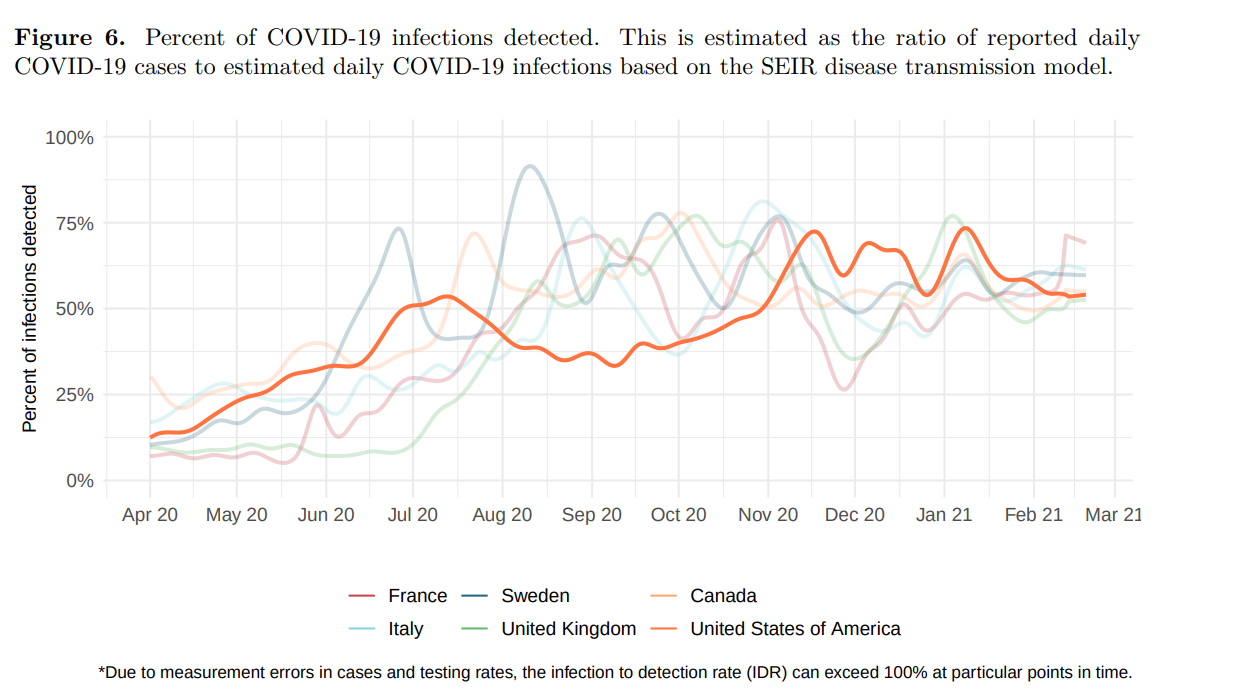 Figure 6. Percent of COVID-19 infections detected. This is estimated as the ratio of reported daily
COVID-19 cases to estimated daily COVID-19 infections based on the SEIR disease transmission model.
Percent of infections detected
100%
75%
50%
25%
0%
Apr 20 May 20 Jun 20 Jul 20 Aug 20 Sep 20 Oct 20 Nov 20 Dec 20 Jan 21 Feb 21 Mar 21
France Sweden Canada
Italy United Kingdom United States of America
*Due to measurement errors in cases and testing rates, the infection to detection rate (IDR) can exceed 100% at particular points in time.